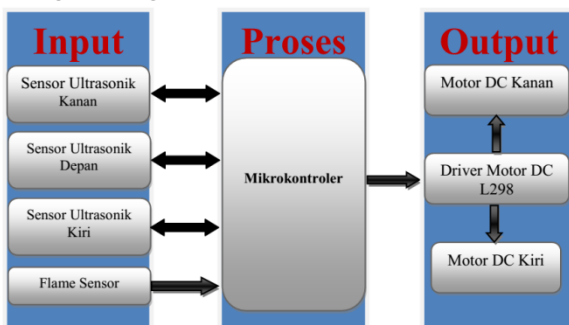 Input
Sensor Ultrasonik
Kanan
Sensor Ultrasonik
Depan
Sensor Ultrasonik
Kiri
Flame Sensor
Proses
Mikrokontroler
Output
Motor DC Kanan
Driver Motor DC
L298
Motor DC Kiri